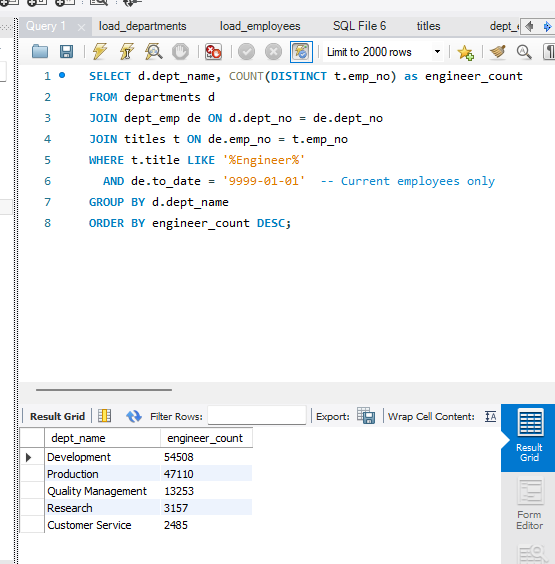 Query 1 load_departments load_employees SQL File 6 titles
Limit to 2000 rows
1 SELECT d.dept_name, COUNT(DISTINCT t.emp_no) as engineer_count
2 FROM departments d
3 JOIN dept_emp de ON d.dept_no = de.dept_no
4 JOIN titles t ON de.emp_no = t.emp_no
5 WHERE t.title LIKE '%Engineer%'
6 AND de.to_date = '9999-01-01' -- Current employees only
7 GROUP BY d.dept_name
8 ORDER BY engineer_count DESC;
Result Grid Filter Rows: Export: Wrap Cell Content:
dept_name engineer_count
Development 54508
Production 47110
Quality Management 13253
Research 3157
Customer Service 2485
Result
Grid
Form
Editor